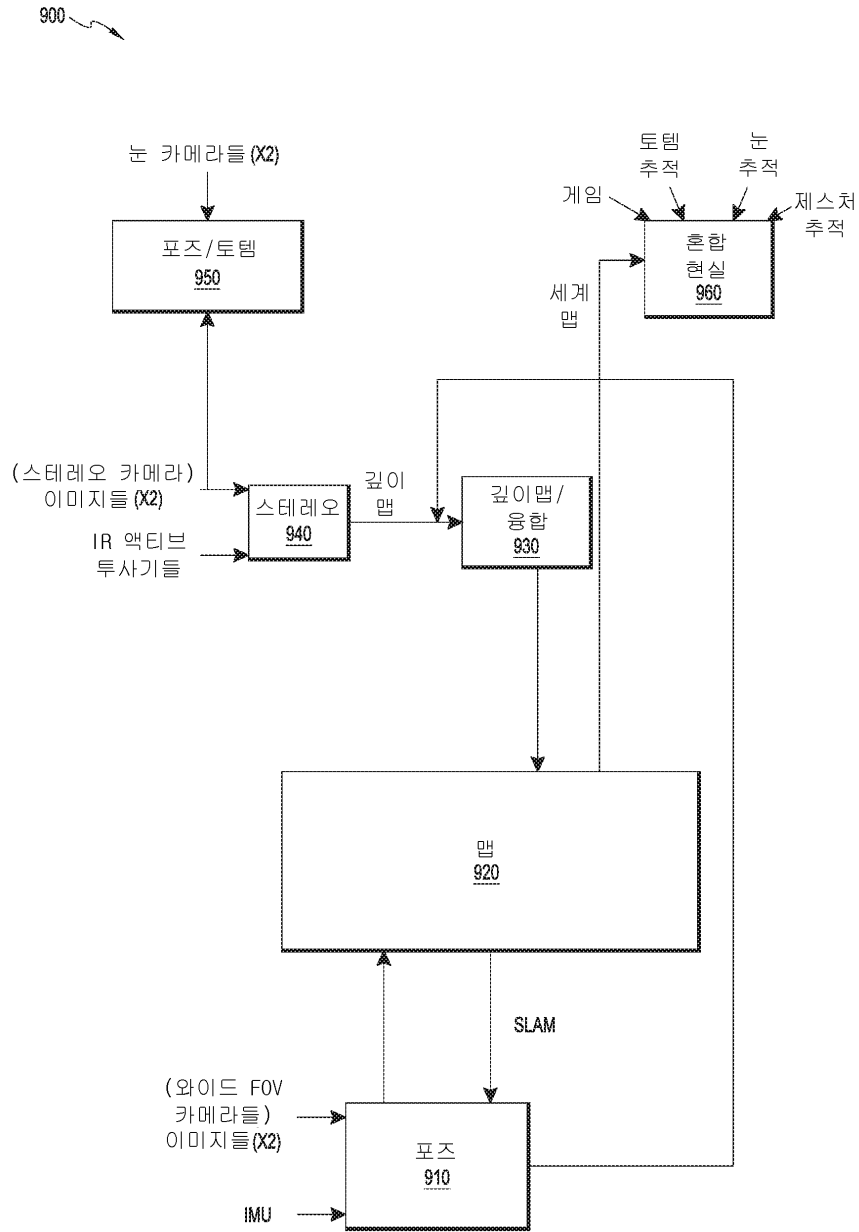 900
눈 카메라들(X2)
포즈/토템
950
게임
토템
추적
눈
추적
제스처
추적
혼합
현실
960
세계
맵
(스테레오 카메라)
이미지들(X2)
IR 액티브
투사기들
스테레오
940
깊이
맵
깊이맵/
융합
930
맵
920
SLAM
(와이드 FOV
카메라들)
이미지들(X2)
IMU
포즈
910